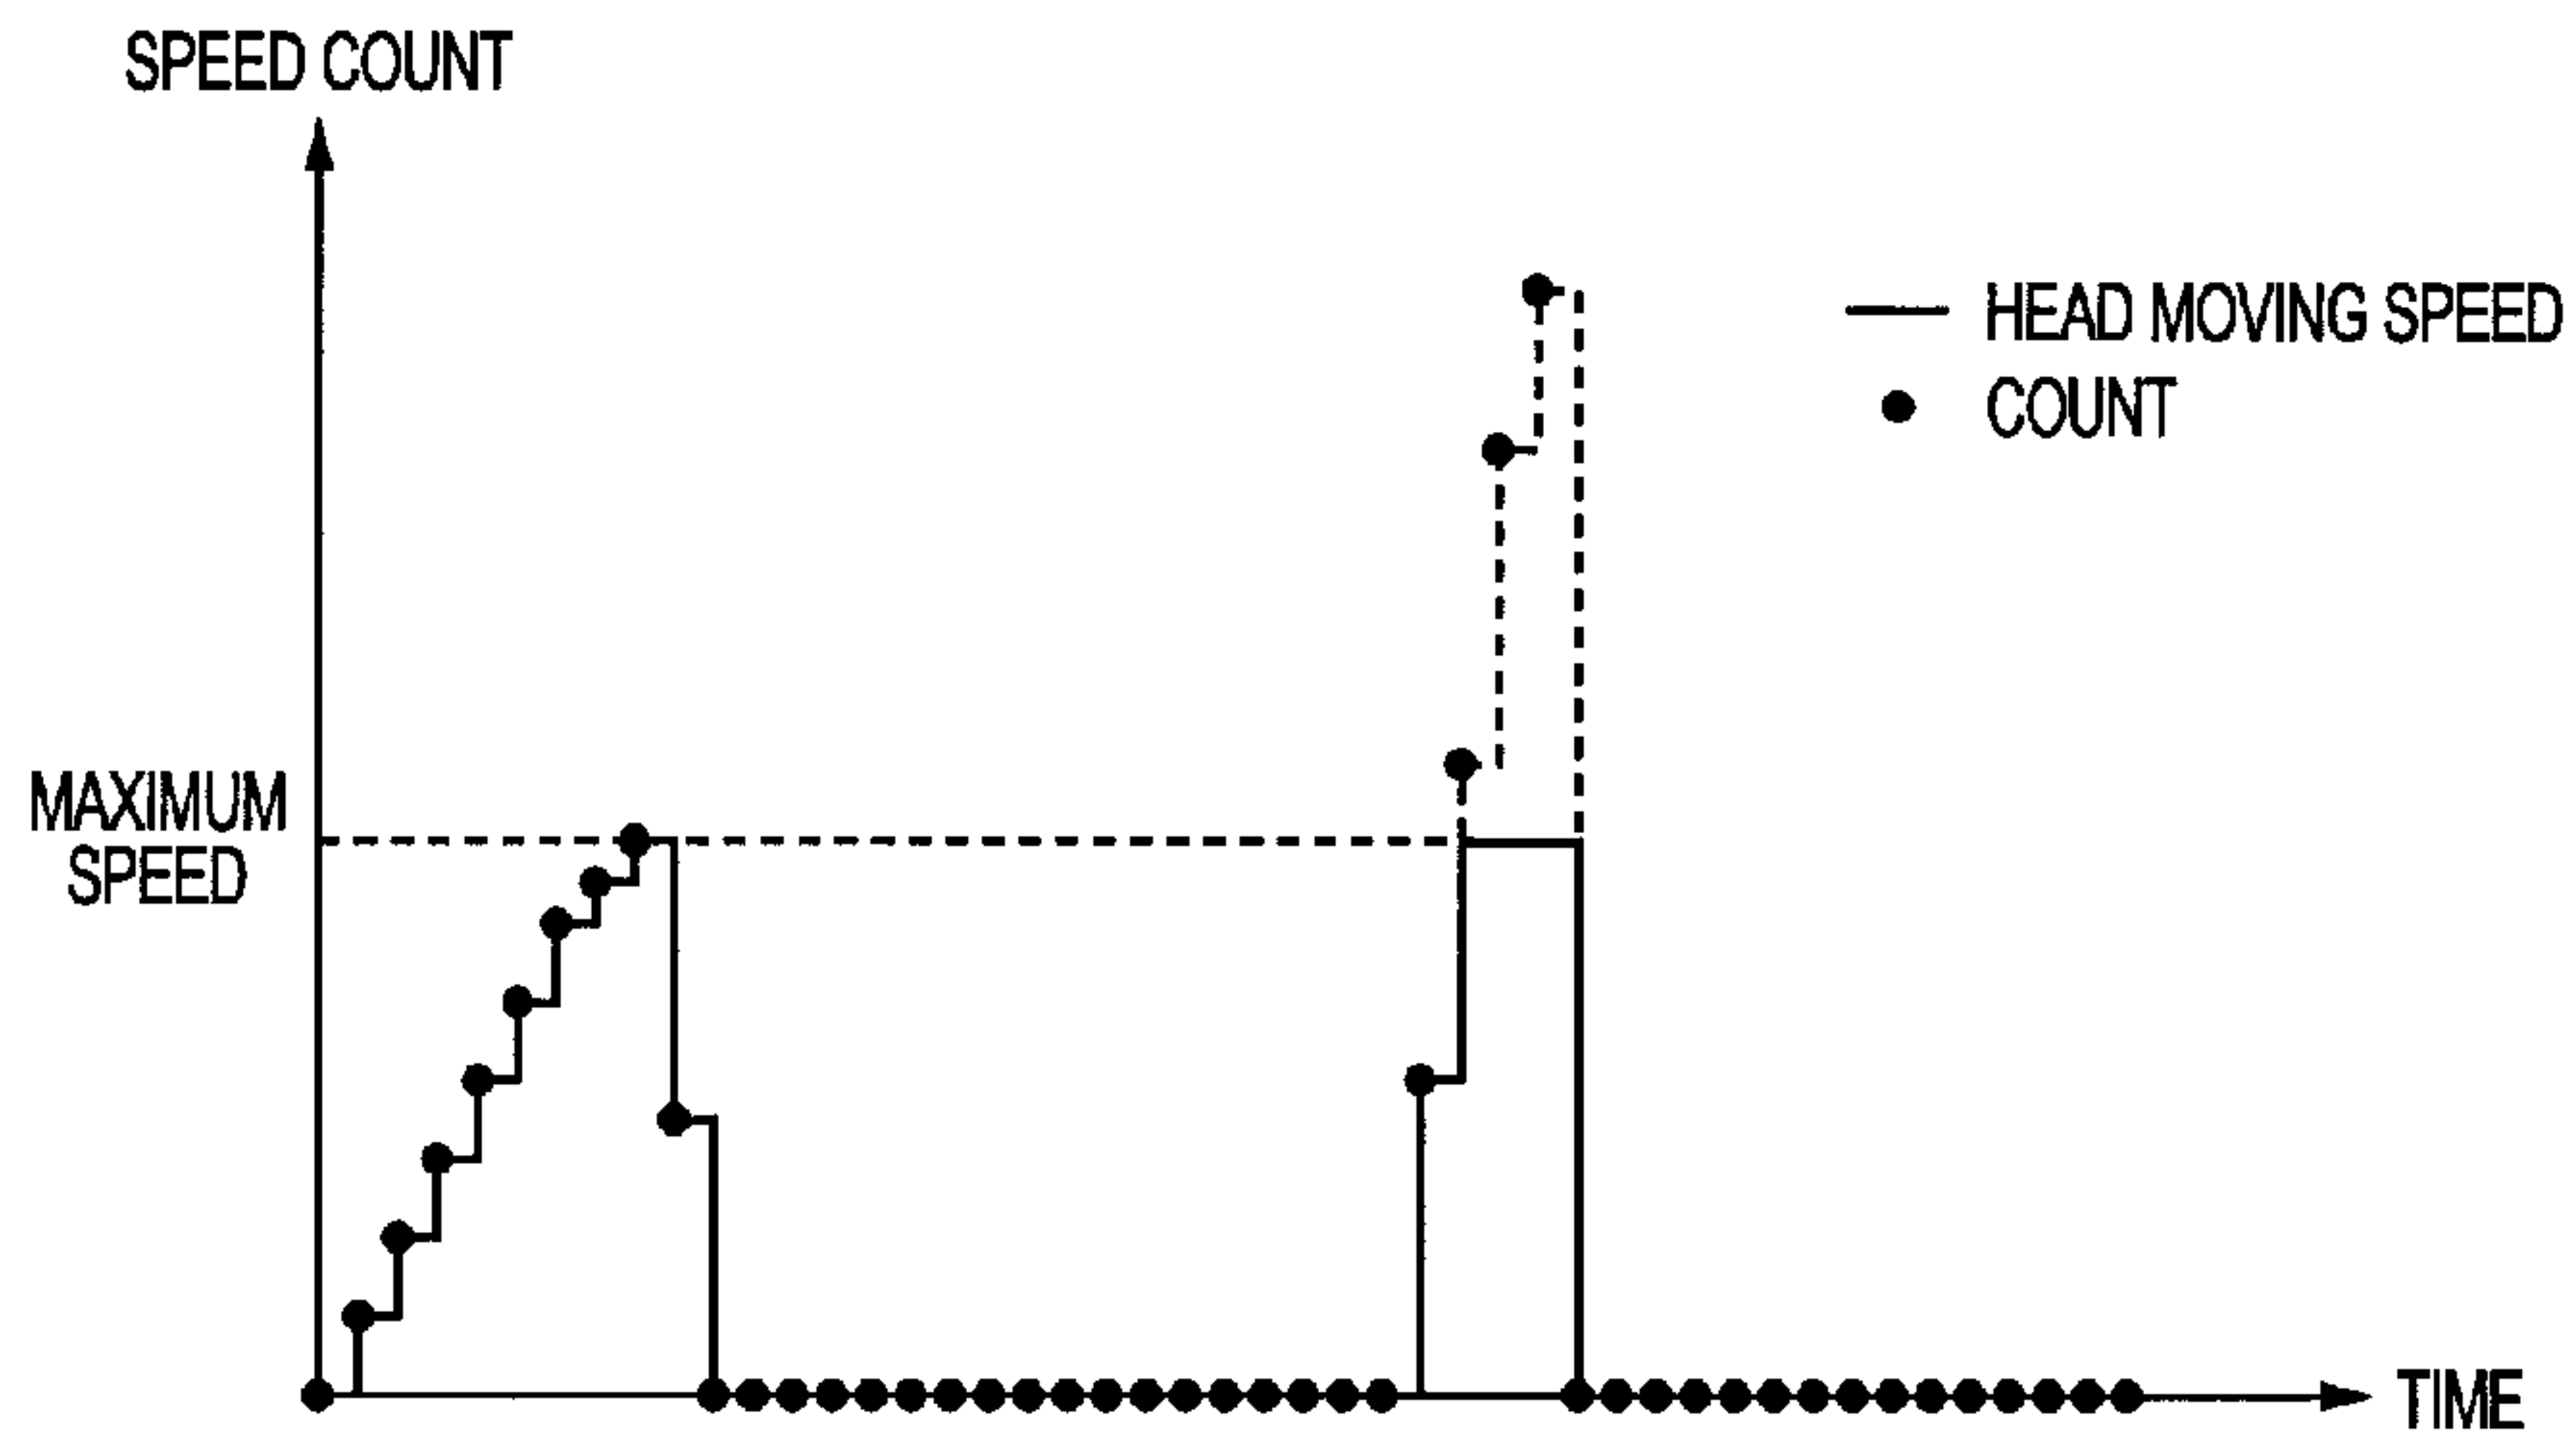 SPEED COUNT
HEAD MOVING SPEED
COUNT
MAXIMUM
SPEED
TIME